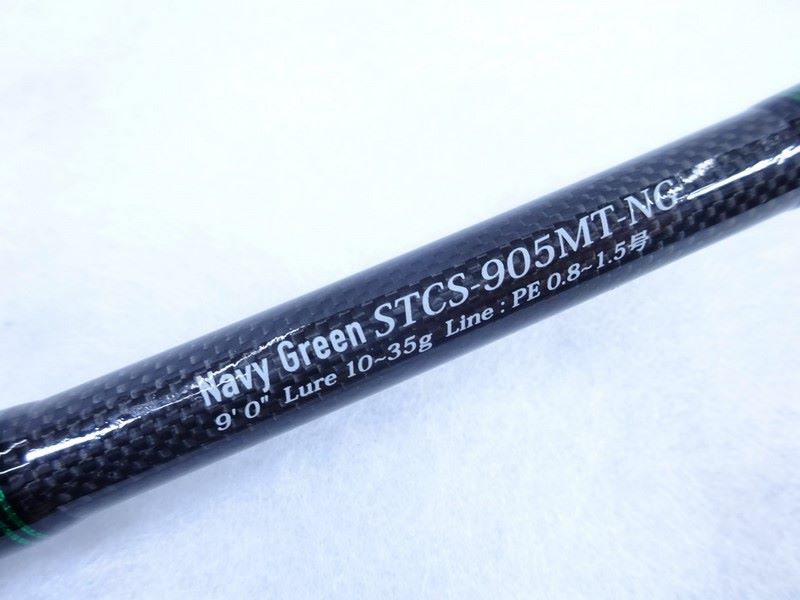 Navy Green STCS-905MT-NG
9'0" Lure 10~35g Line : PE 0.8~1.5号